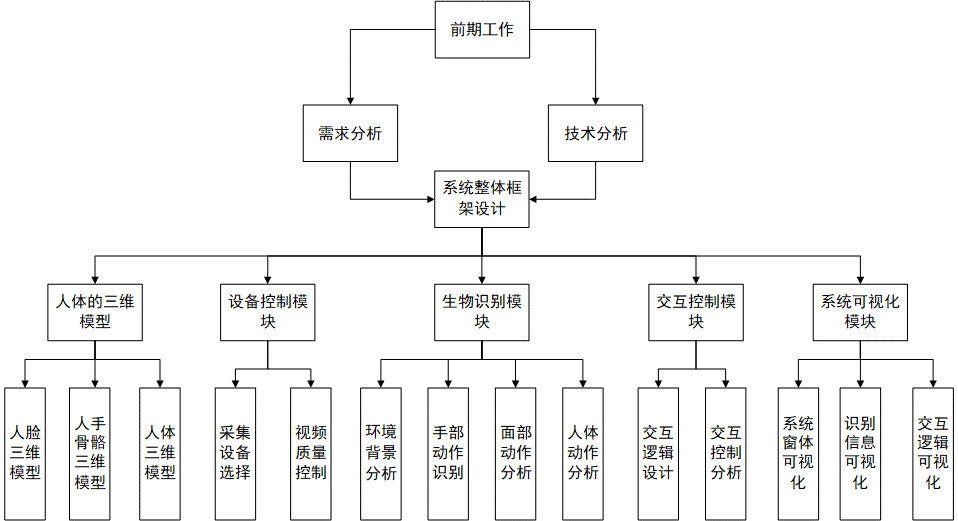 前期工作
需求分析
技术分析
系统整体框
架设计
人体的三维
模型
设备控制模
块
生物识别模
块
交互控制模
块
系统可视化
模块
人脸
三维
模型
人手
骨骼
三维
模型
人体
三维
模型
采集
设备
选择
视频
质量
控制
环境
背景
分析
手部
动作
识别
面部
动作
分析
人体
动作
分析
交互
逻辑
设计
交互
控制
分析
系统
窗体
可视
化
识别
信息
可视
化
交互
逻辑
可视
化